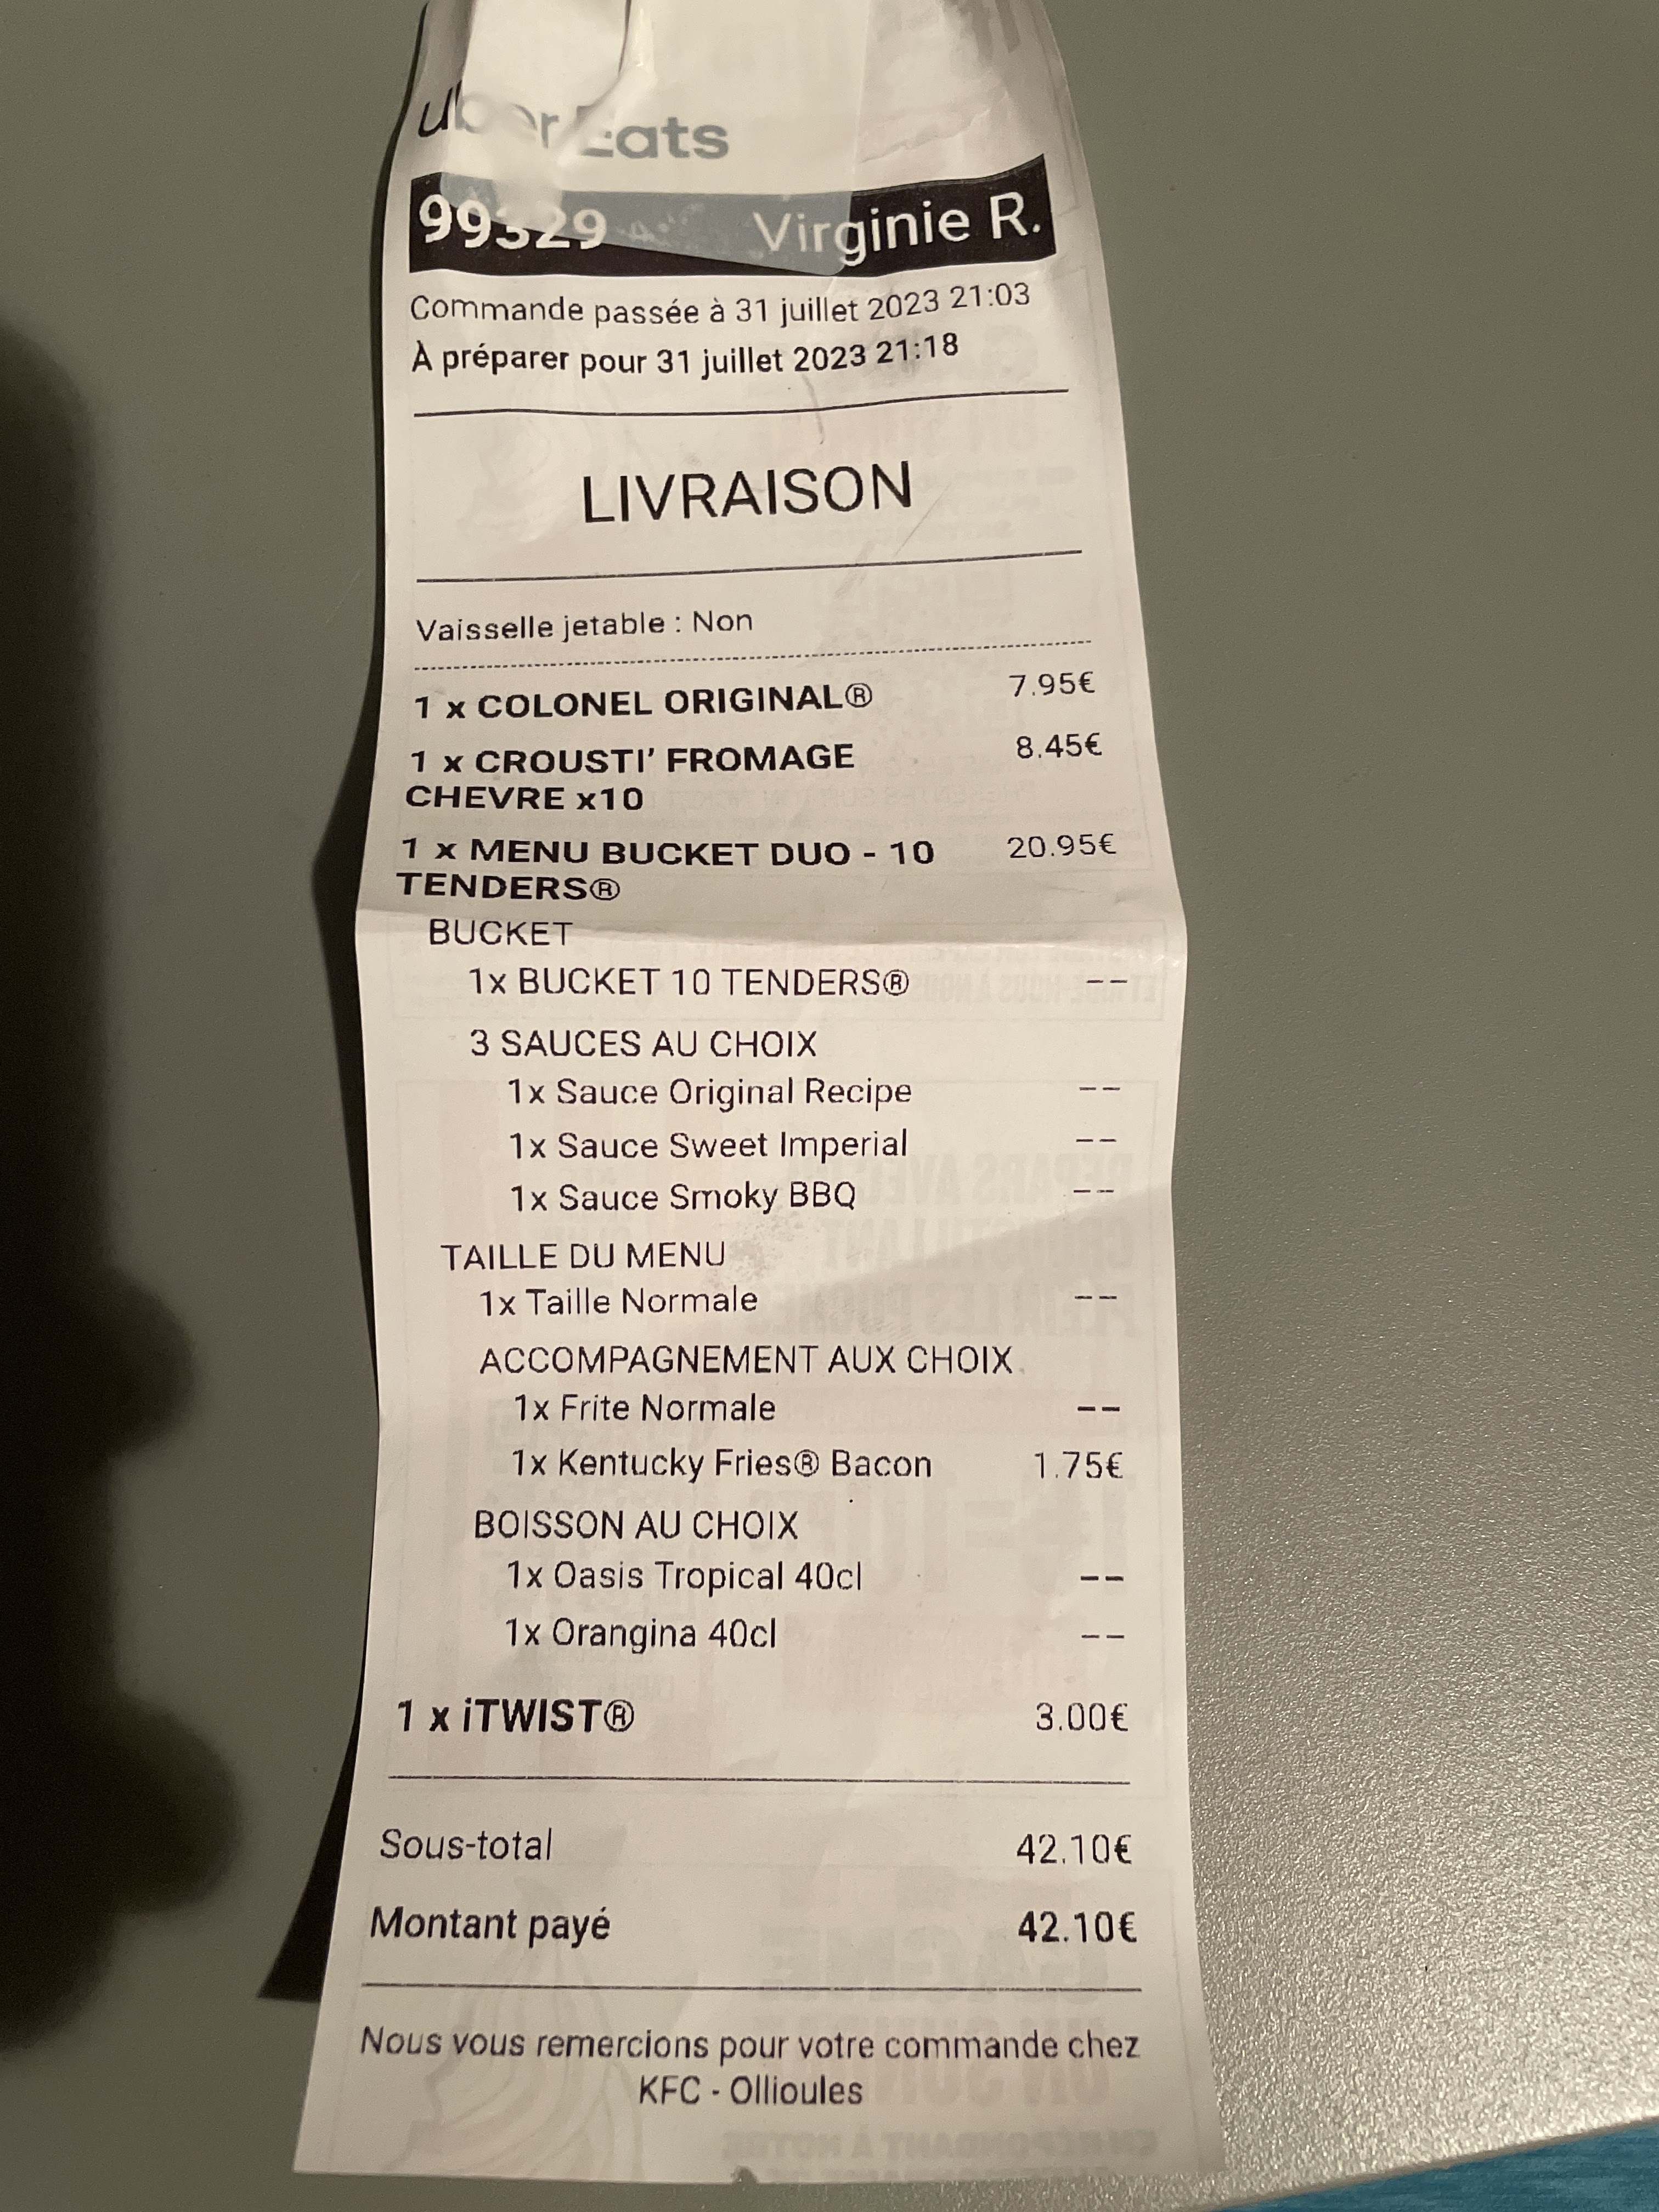 uber Eats
99329 Virginie R.
Commande passée à 31 juillet 2023 21:03
À préparer pour 31 juillet 2023 21:18
LIVRAISON
Vaisselle jetable : Non
1 x COLONEL ORIGINAL® 7.95€
1 x CROUSTI' FROMAGE 8.45€
CHEVRE x10
1 x MENU BUCKET DUO - 10 20.95€
TENDERS®
BUCKET
1x BUCKET 10 TENDERS® --
3 SAUCES AU CHOIX
1x Sauce Original Recipe --
1x Sauce Sweet Imperial --
1x Sauce Smoky BBQ --
TAILLE DU MENU
1x Taille Normale --
ACCOMPAGNEMENT AUX CHOIX
1x Frite Normale --
1x Kentucky Fries® Bacon 1.75€
BOISSON AU CHOIX
1x Oasis Tropical 40cl --
1x Orangina 40cl --
1 x iTWIST® 3.00€
Sous-total 42.10€
Montant payé 42.10€
Nous vous remercions pour votre commande chez
KFC - Ollioules